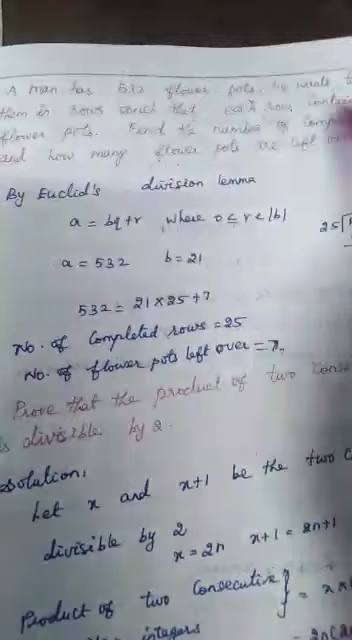 A man has 532 flower pots. He wants to
them in rows such that each row contains
flower pots. Find the number of comple
and how many flower pots are left over
By Euclid's division lemma
a = bq+r , where 0 ≤ r < |b|
25
a = 532 b = 21
532 = 21 x 25 + 7
No. of Completed rows = 25
No. of flower pots left over = 7.
Prove that the product of two conse
is divisible by 2.
Solution:
Let x and x+1 be the two c
divisible by 2
x = 2n x+1 = 2n+1
Product of two Consecutive } =
integers